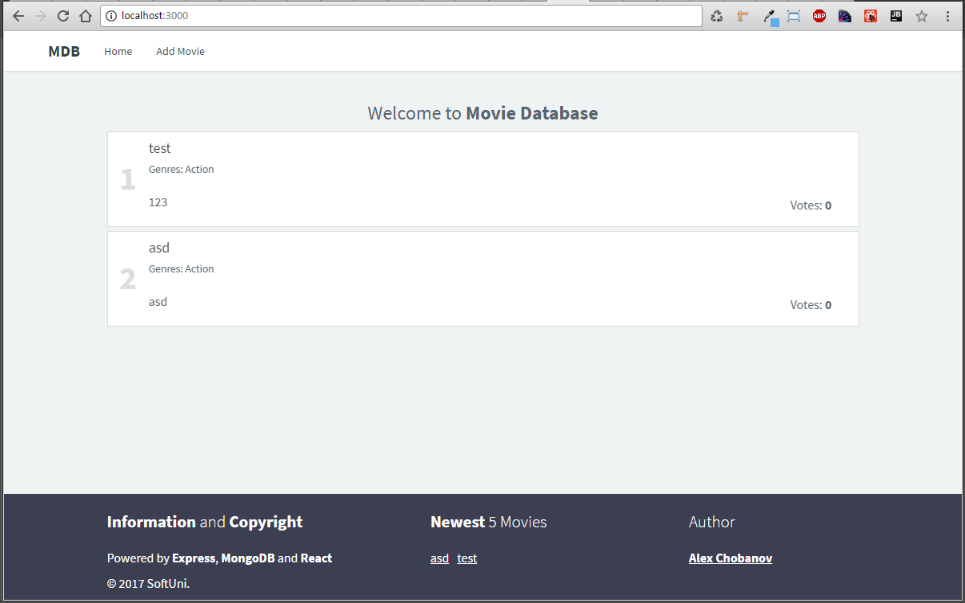 localhost:3000
MDB Home Add Movie
Welcome to Movie Database
1
test
Genres: Action
123
Votes: 0
2
asd
Genres: Action
asd
Votes: 0
Information and Copyright
Powered by Express, MongoDB and React
© 2017 SoftUni.
Newest 5 Movies
asd test
Author
Alex Chobanov